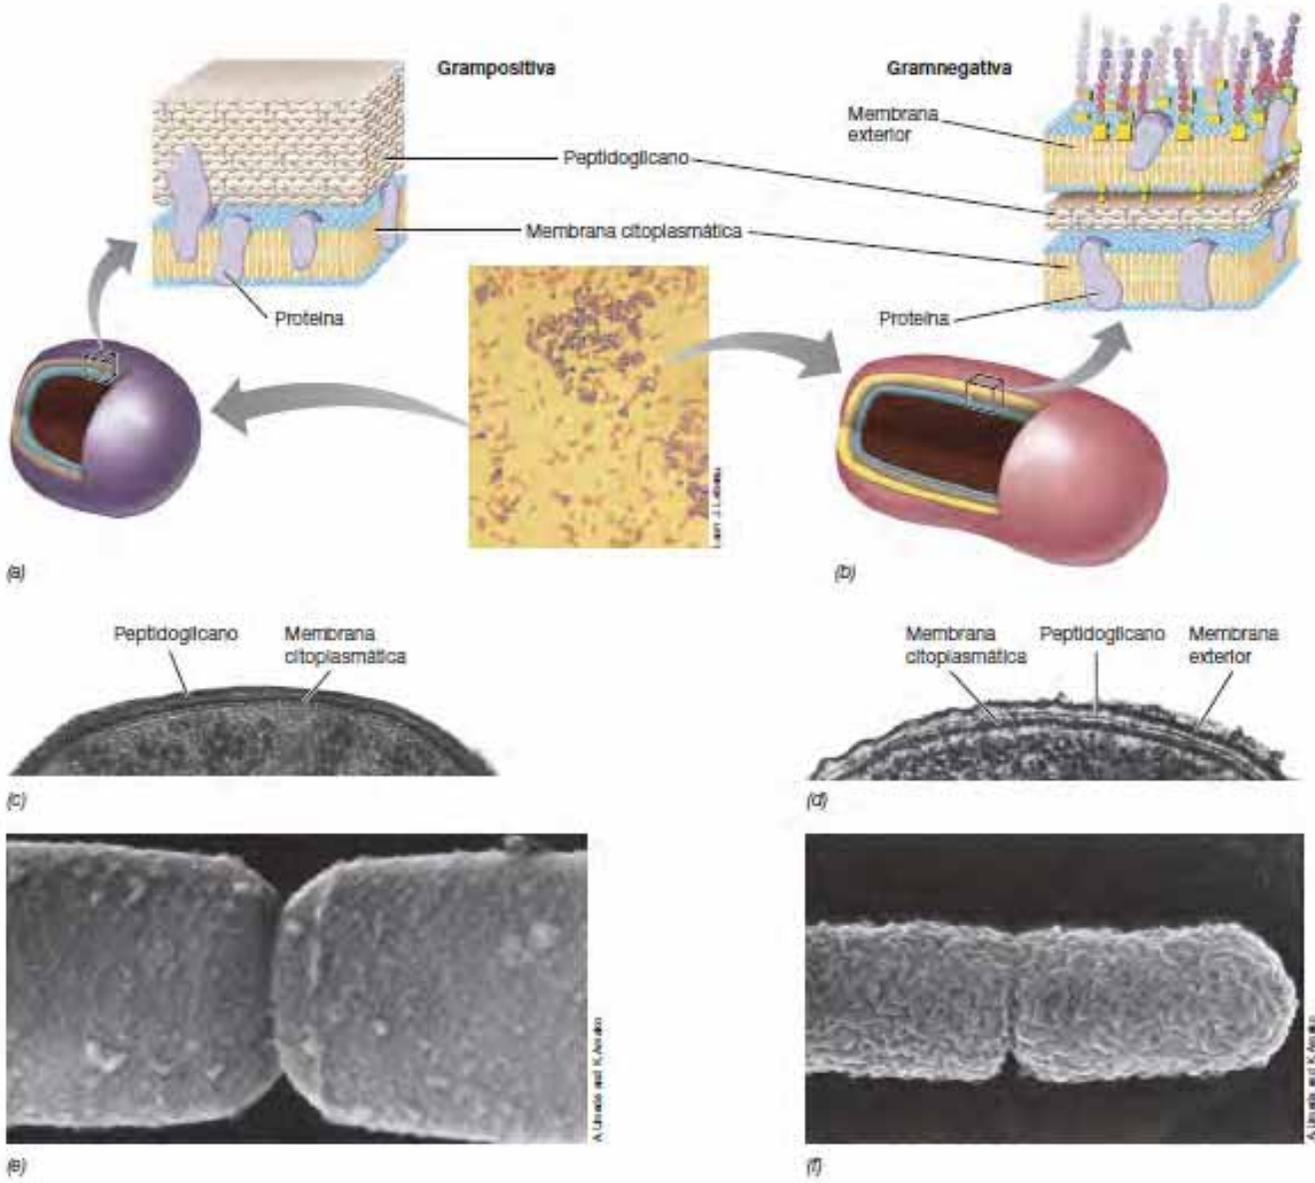 Grampositiva
Gramnegativa
Membrana
exterior
Peptidoglicano
Membrana citoplasmática
Proteína
Proteína
(a)
(b)
Peptidoglicano
Membrana
citoplasmática
Membrana
citoplasmática
Peptidoglicano
Membrana
exterior
(c)
(d)
(e)
(f)